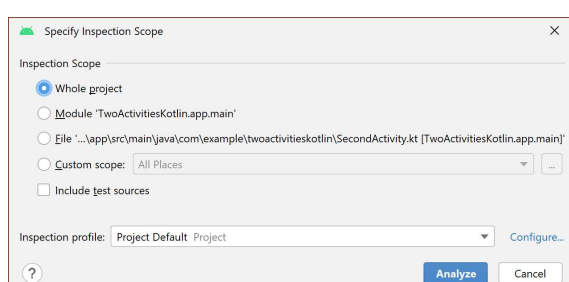 Specify Inspection Scope
Inspection Scope
Whole project
Module 'TwoActivitiesKotlin.app.main'
File '...\app\src\main\java\com\example\twoactivitieskotlin\SecondActivity.kt [TwoActivitiesKotlin.app.main]'
Custom scope: All Places ...
Include test sources
Inspection profile: Project Default Project Configure...
? Analyze Cancel